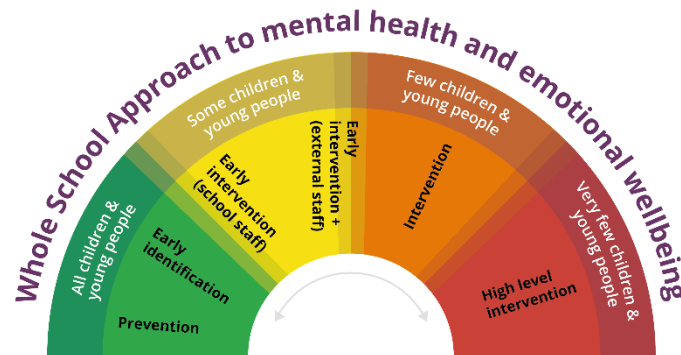 Whole School Approach to mental health and emotional wellbeing
All children &
young people
Some children &
young people
Few children &
young people
Very few children &
young people
Prevention
Early
identification
Early
intervention
(school staff)
Early
intervention +
(external staff)
Intervention
High level
intervention